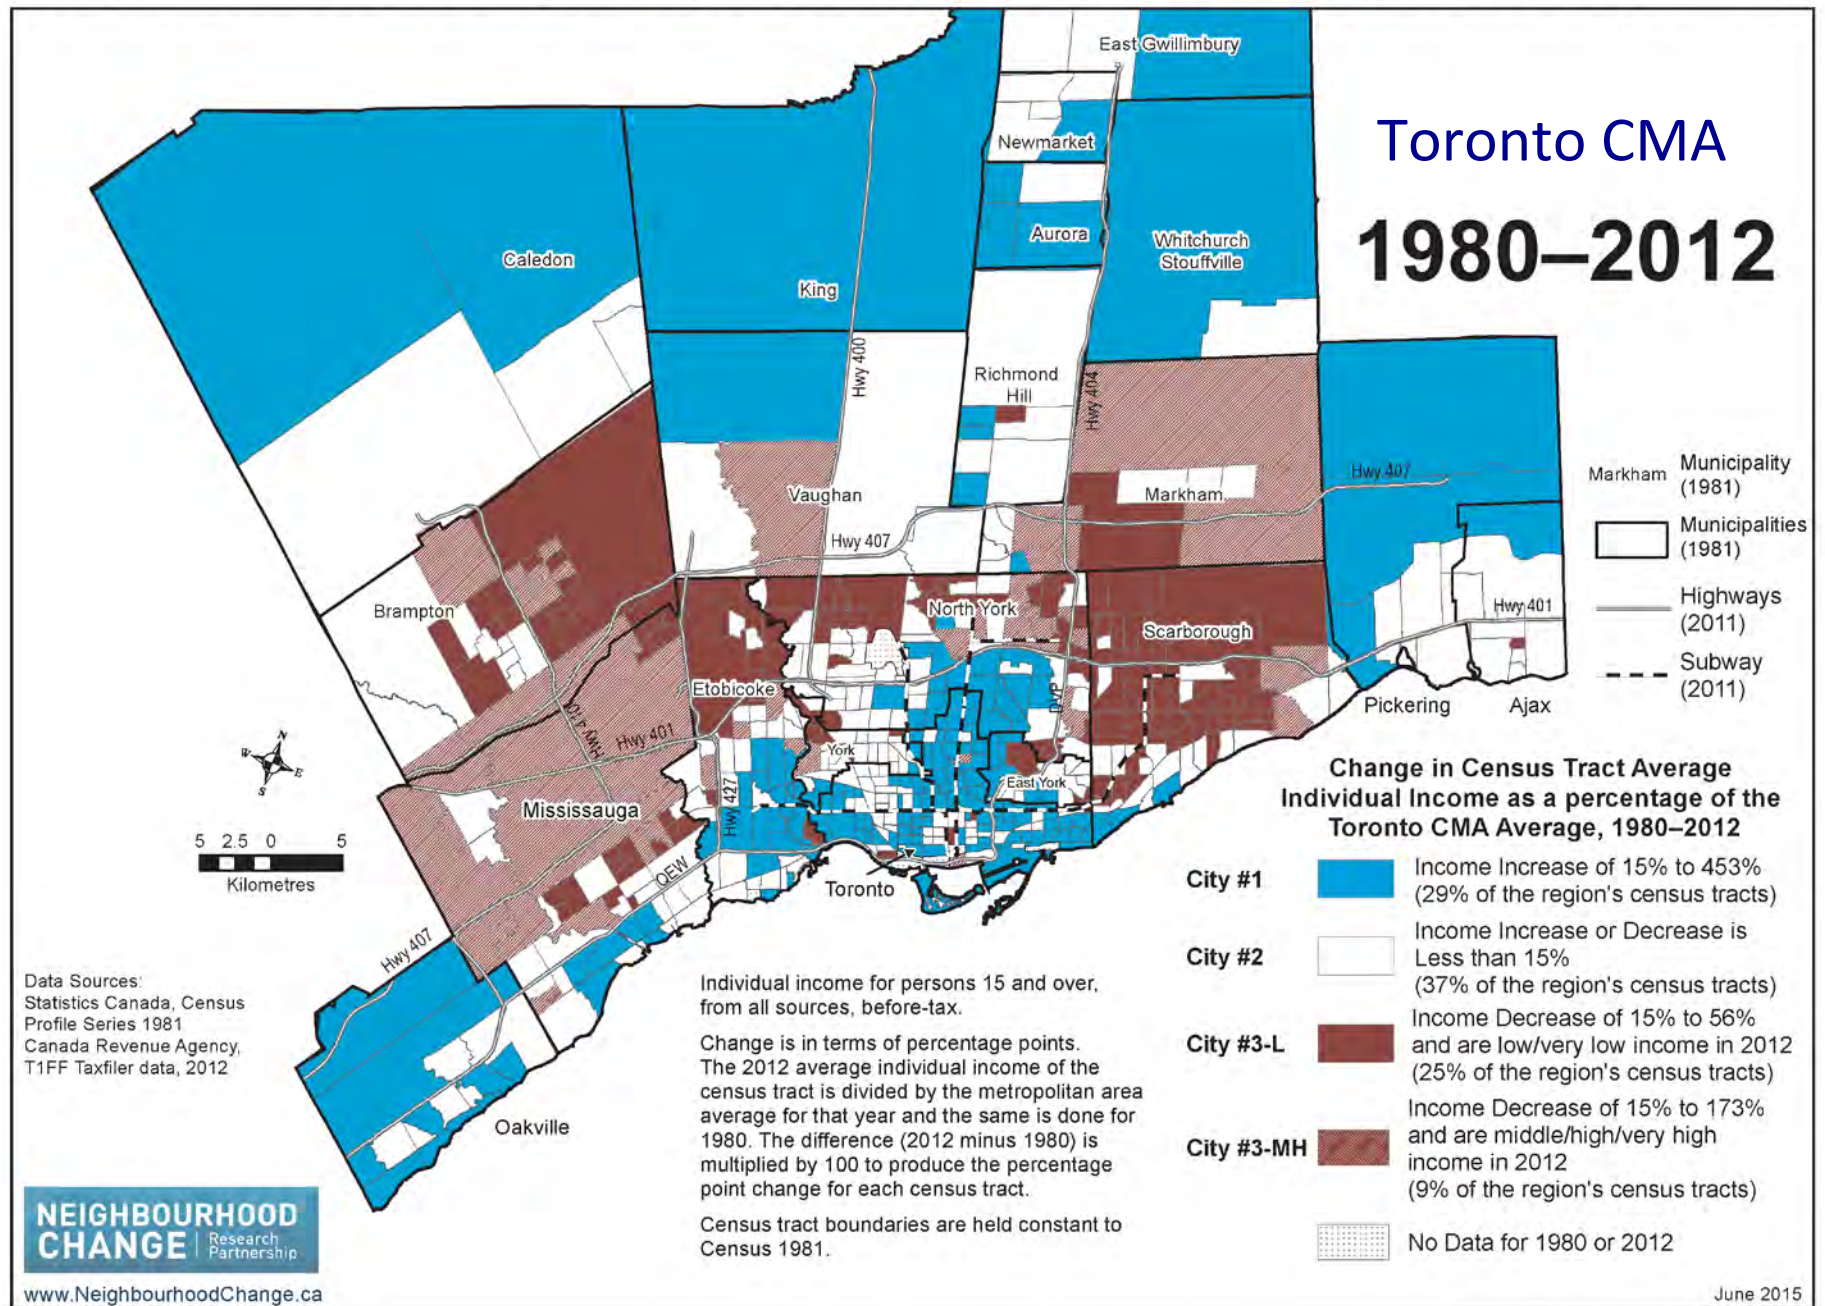 East Gwillimbury
Toronto CMA
1980–2012
Newmarket
Aurora
Whitchurch
Stouffville
Caledon
King
Hwy 400
Richmond
Hill
Hwy 404
Vaughan
Markham
Hwy 407
Hwy 407
Markham
Municipality
(1981)
Municipalities
(1981)
Highways
(2011)
Subway
(2011)
Brampton
North York
Scarborough
Hwy 401
Etobicoke
DVP
Pickering
Ajax
Hwy 410
Hwy 401
York
East York
Hwy 427
Mississauga
N
W
E
S
5 2.5 0 5
Kilometres
QEW
Toronto
Hwy 407
Oakville
Change in Census Tract Average
Individual Income as a percentage of the
Toronto CMA Average, 1980–2012
City #1
Income Increase of 15% to 453%
(29% of the region's census tracts)
City #2
Income Increase or Decrease is
Less than 15%
(37% of the region's census tracts)
City #3-L
Income Decrease of 15% to 56%
and are low/very low income in 2012
(25% of the region's census tracts)
City #3-MH
Income Decrease of 15% to 173%
and are middle/high/very high
income in 2012
(9% of the region's census tracts)
No Data for 1980 or 2012
Data Sources:
Statistics Canada, Census
Profile Series 1981
Canada Revenue Agency,
T1FF Taxfiler data, 2012
Individual income for persons 15 and over,
from all sources, before-tax.
Change is in terms of percentage points.
The 2012 average individual income of the
census tract is divided by the metropolitan area
average for that year and the same is done for
1980. The difference (2012 minus 1980) is
multiplied by 100 to produce the percentage
point change for each census tract.
Census tract boundaries are held constant to
Census 1981.
NEIGHBOURHOOD
CHANGE
Research
Partnership
www.NeighbourhoodChange.ca
June 2015